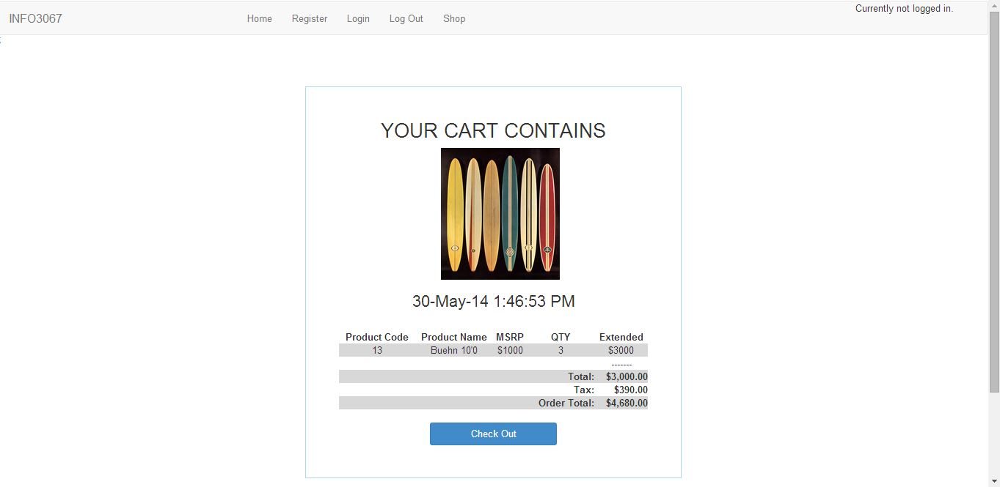 INFO3067 Home Register Login Log Out Shop Currently not logged in.
;
YOUR CART CONTAINS
30-May-14 1:46:53 PM
Product Code Product Name MSRP QTY Extended
13 Buehn 10'0 $1000 3 $3000
-------
Total: $3,000.00
Tax: $390.00
Order Total: $4,680.00
Check Out